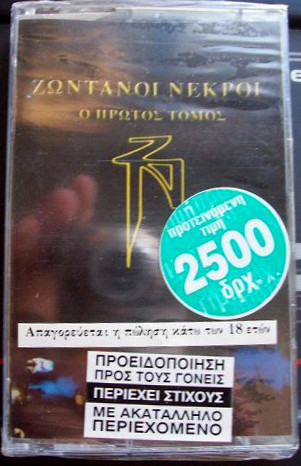 ΖΩΝΤΑΝΟΙ ΝΕΚΡΟΙ
Ο ΠΡΩΤΟΣ ΤΟΜΟΣ
ΖΝ
η
προτεινόμενη
τιμή
2500
δρχ.
Απαγορεύεται η πώληση κάτω των 18 ετών
ΠΡΟΕΙΔΟΠΟΙΗΣΗ
ΠΡΟΣ ΤΟΥΣ ΓΟΝΕΙΣ
ΠΕΡΙΕΧΕΙ ΣΤΙΧΟΥΣ
ΜΕ ΑΚΑΤΑΛΛΗΛΟ
ΠΕΡΙΕΧΟΜΕΝΟ